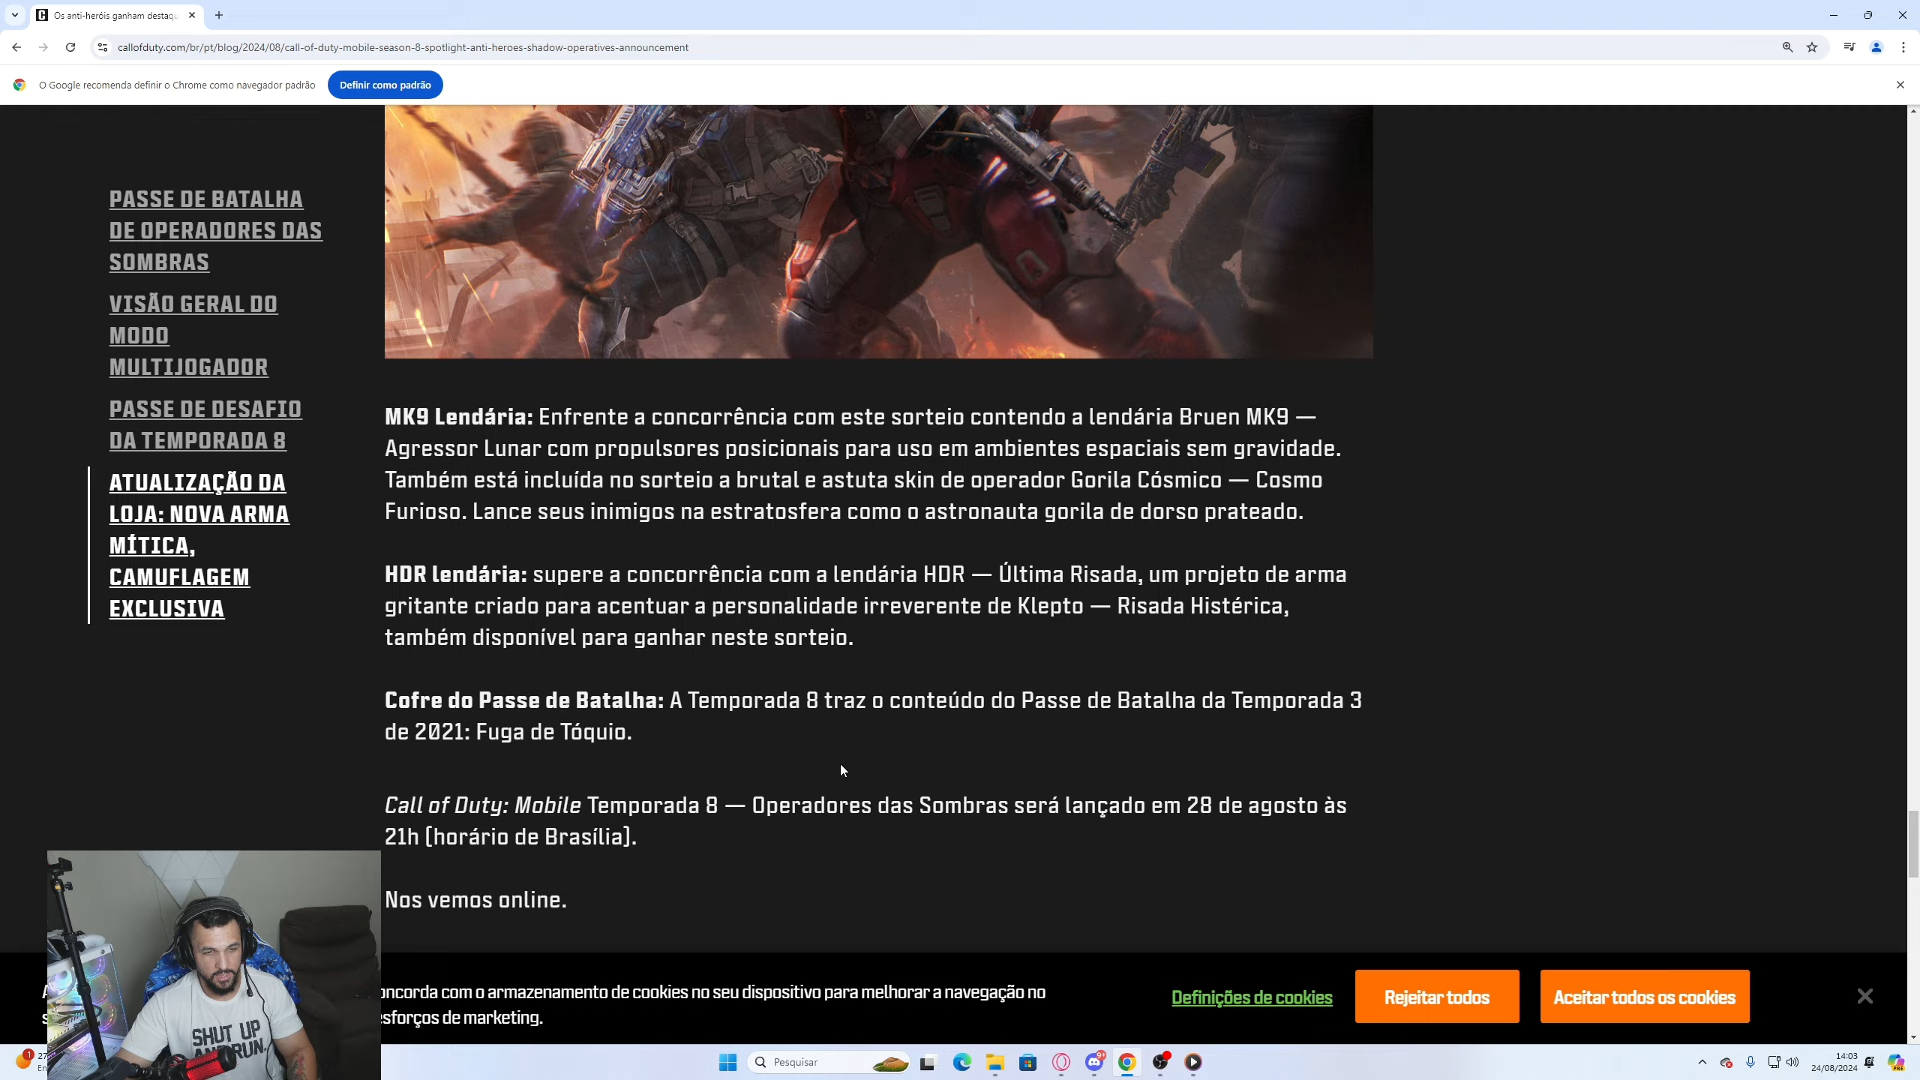 Os anti-heróis ganham destaqu
callofduty.com/br/pt/blog/2024/08/call-of-duty-mobile-season-8-spotlight-anti-heroes-shadow-operatives-announcement
O Google recomenda definir o Chrome como navegador padrão
Definir como padrão
PASSE DE BATALHA
DE OPERADORES DAS
SOMBRAS
VISÃO GERAL DO
MODO
MULTIJOGADOR
PASSE DE DESAFIO
DA TEMPORADA 8
ATUALIZAÇÃO DA
LOJA: NOVA ARMA
MÍTICA,
CAMUFLAGEM
EXCLUSIVA
MK9 Lendária: Enfrente a concorrência com este sorteio contendo a lendária Bruen MK9 —
Agressor Lunar com propulsores posicionais para uso em ambientes espaciais sem gravidade.
Também está incluída no sorteio a brutal e astuta skin de operador Gorila Cósmico — Cosmo
Furioso. Lance seus inimigos na estratosfera como o astronauta gorila de dorso prateado.
HDR lendária: supere a concorrência com a lendária HDR — Última Risada, um projeto de arma
gritante criado para acentuar a personalidade irreverente de Klepto — Risada Histérica,
também disponível para ganhar neste sorteio.
Cofre do Passe de Batalha: A Temporada 8 traz o conteúdo do Passe de Batalha da Temporada 3
de 2021: Fuga de Tóquio.
Call of Duty: Mobile Temporada 8 — Operadores das Sombras será lançado em 28 de agosto às
21h (horário de Brasília).
Nos vemos online.
oncorda com o armazenamento de cookies no seu dispositivo para melhorar a navegação no
esforços de marketing.
Definições de cookies
Rejeitar todos
Aceitar todos os cookies
SHUT UP
AND RUN.
Pesquisar
14:03
24/08/2024